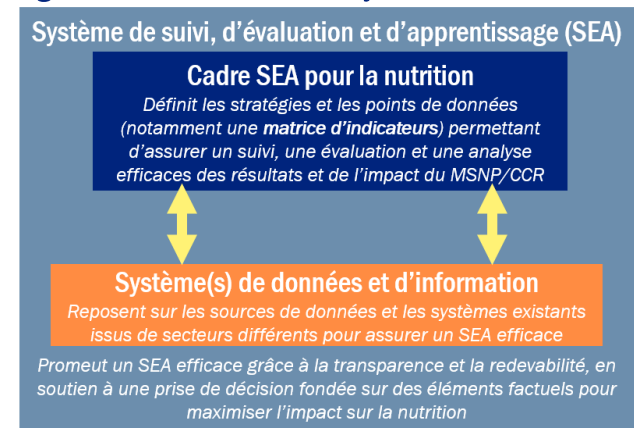 Système de suivi, d'évaluation et d'apprentissage (SEA)
Cadre SEA pour la nutrition
Définit les stratégies et les points de données
(notamment une matrice d'indicateurs) permettant
d'assurer un suivi, une évaluation et une analyse
efficaces des résultats et de l'impact du MSNP/CCR
Système(s) de données et d'information
Reposent sur les sources de données et les systèmes existants
issus de secteurs différents pour assurer un SEA efficace
Promeut un SEA efficace grâce à la transparence et la redevabilité, en
soutien à une prise de décision fondée sur des éléments factuels pour
maximiser l'impact sur la nutrition